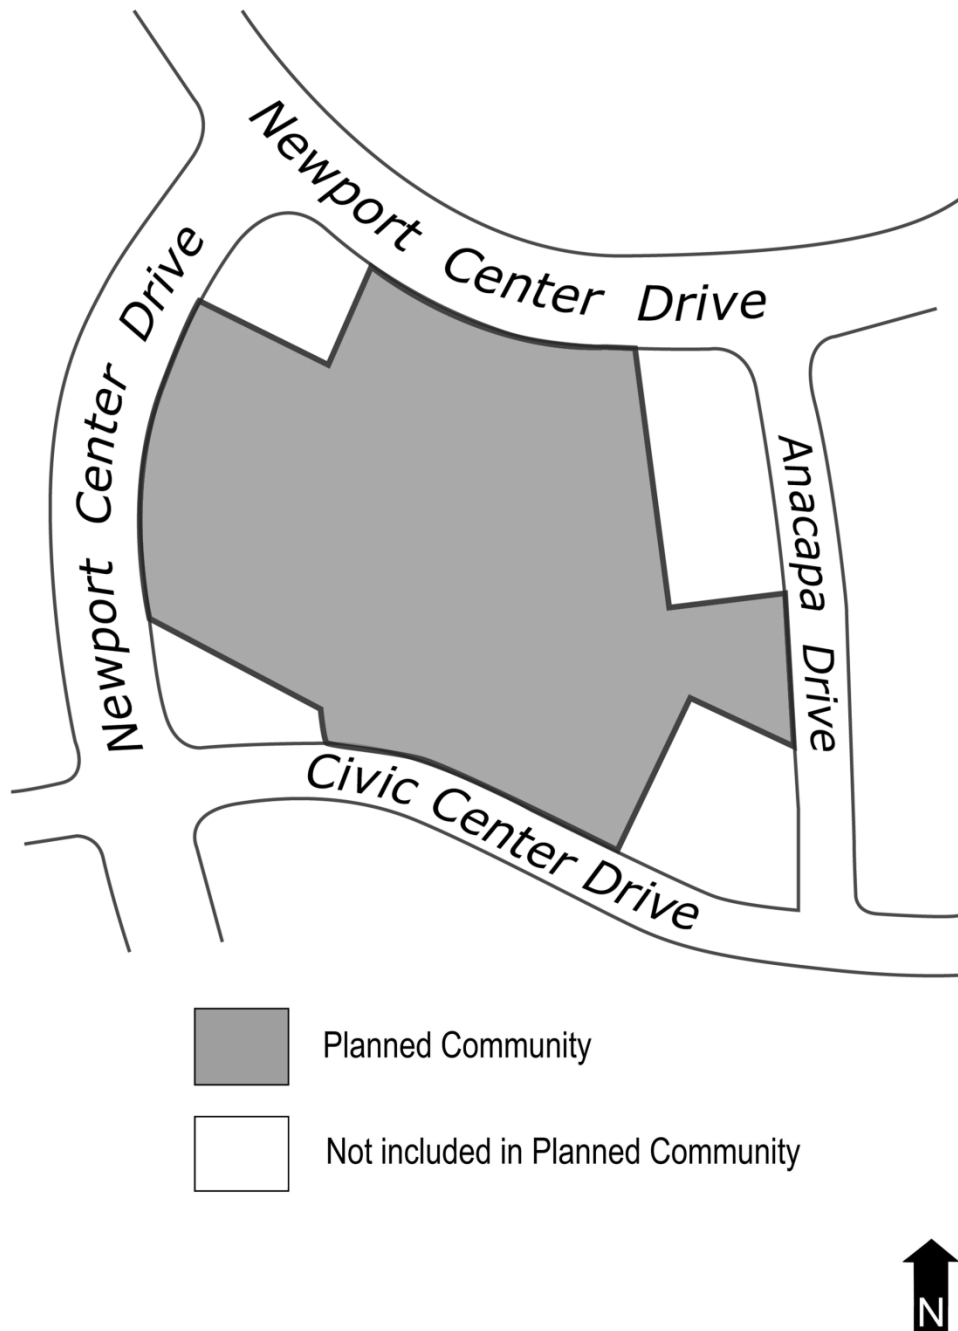 Newport Center Drive
Newport Center Drive
Anacapa Drive
Civic Center Drive
Planned Community
Not included in Planned Community
N